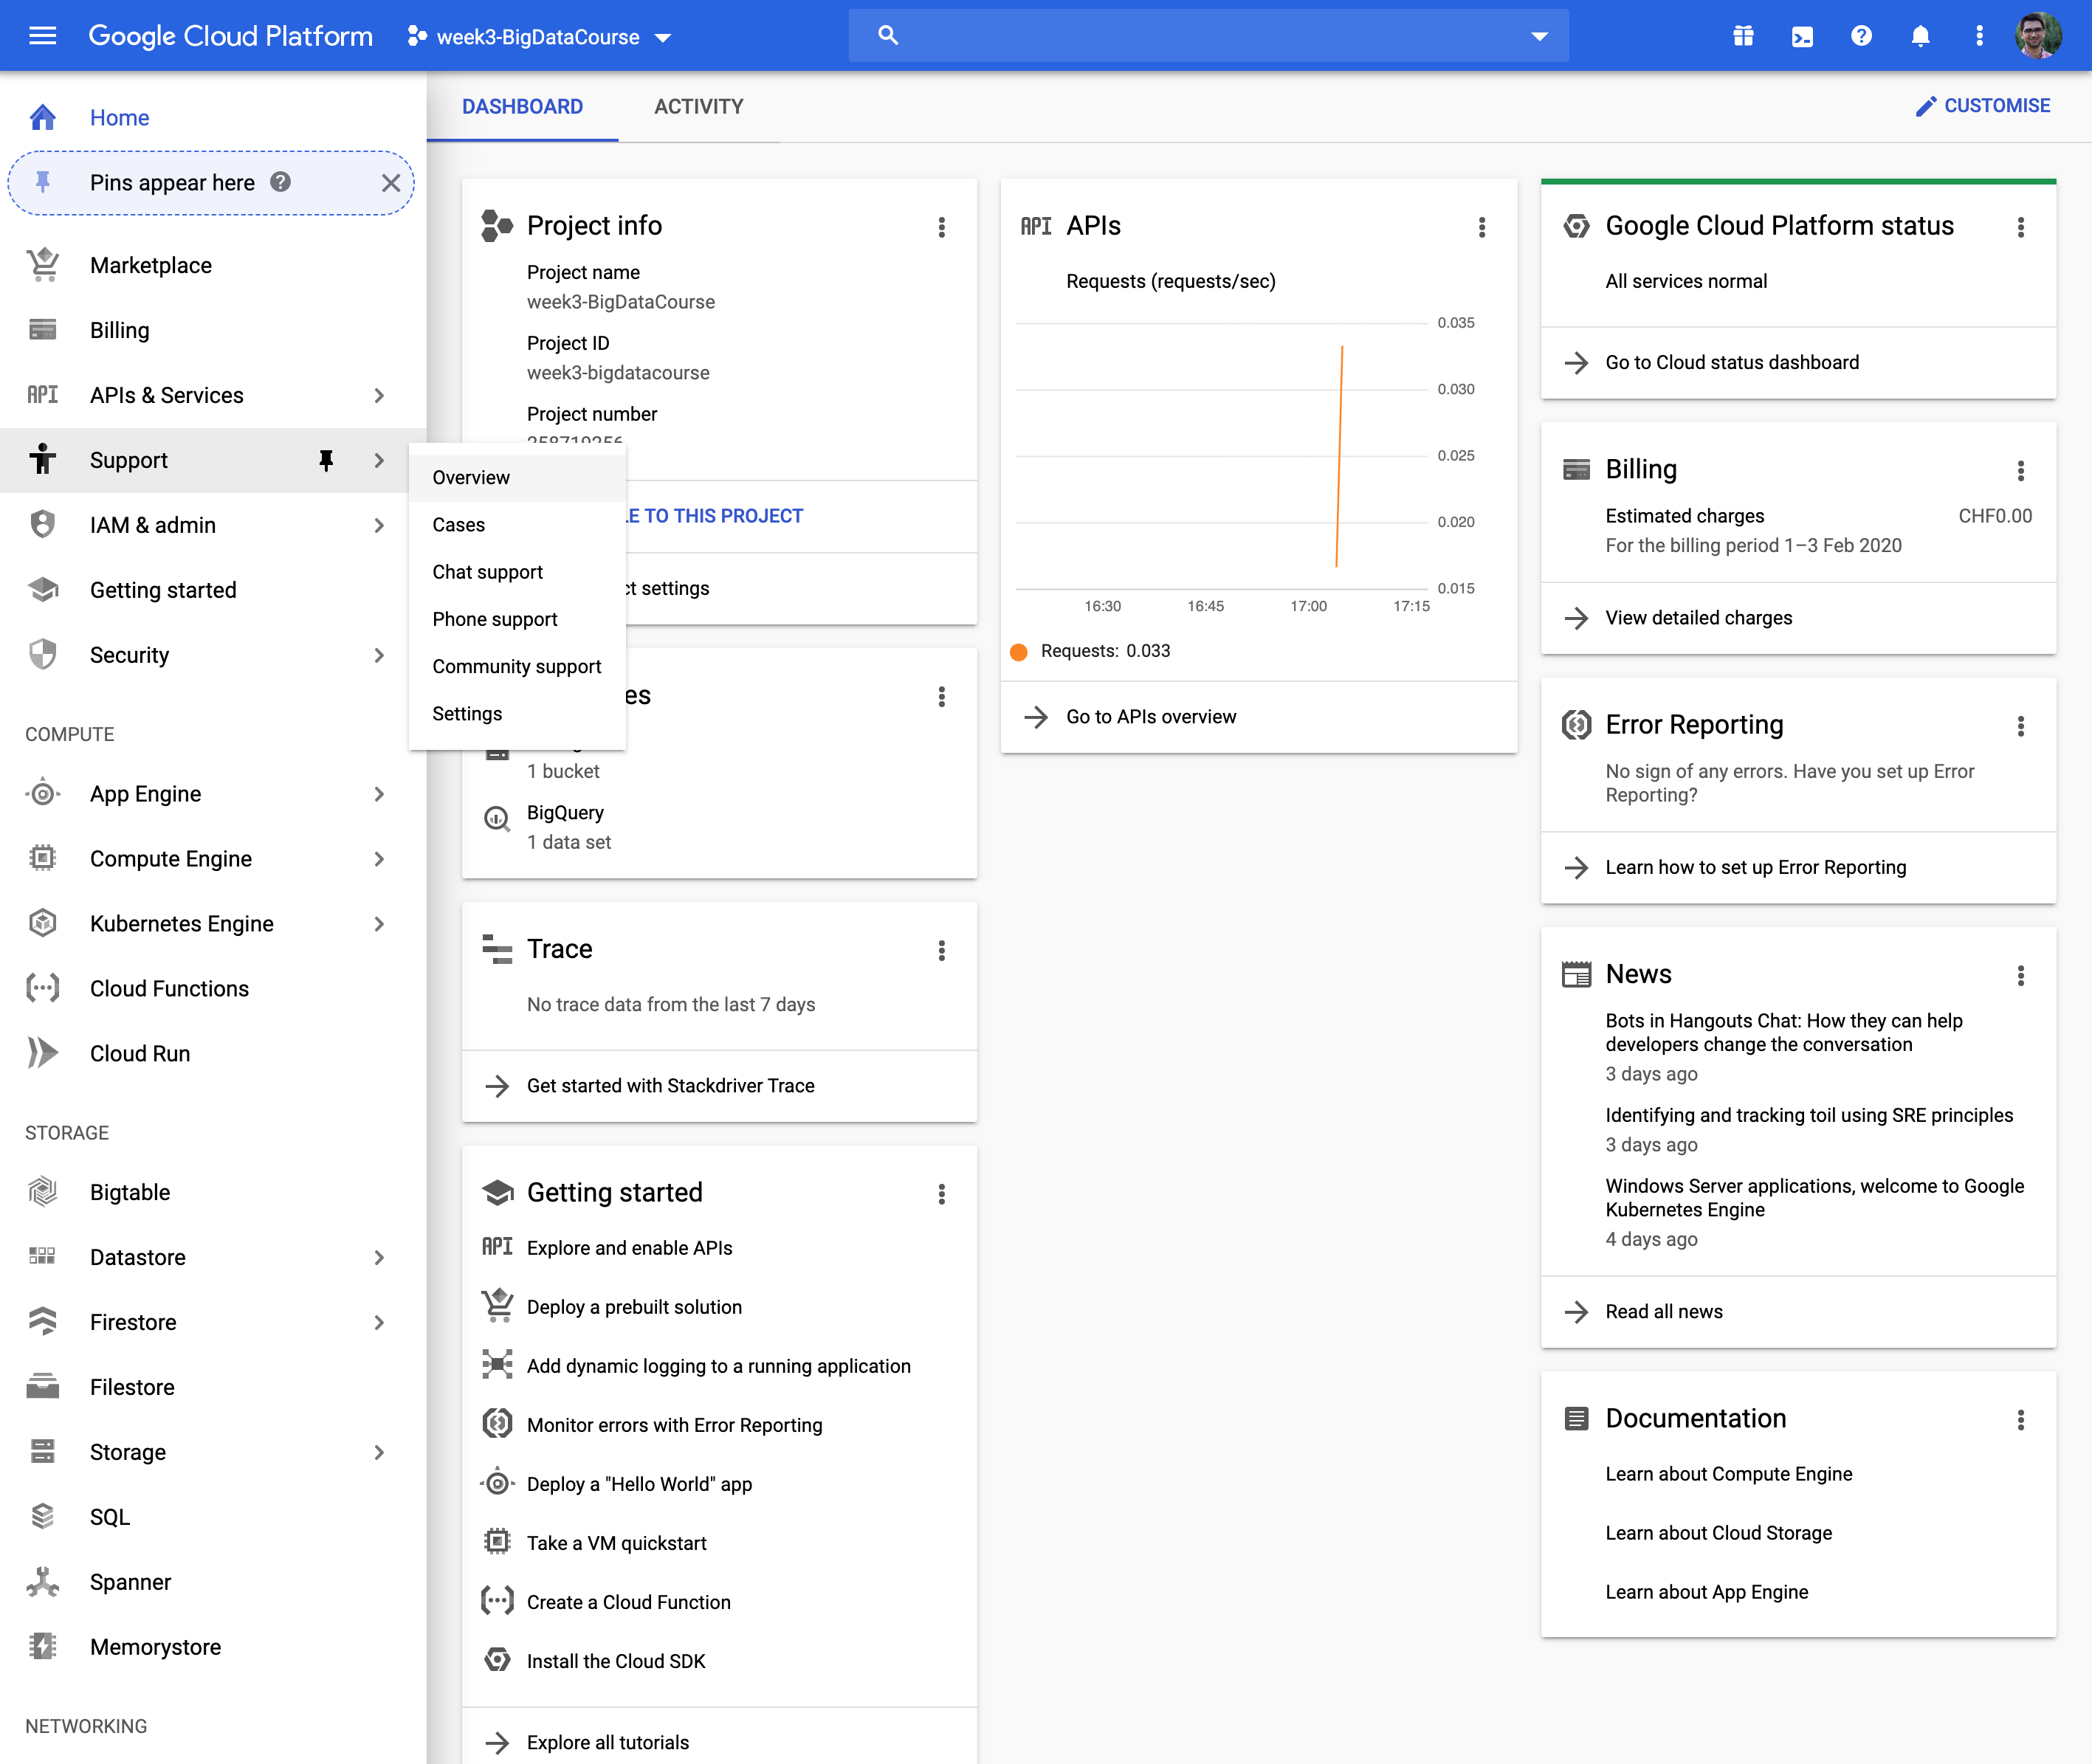 Google Cloud Platform
week3-BigDataCourse
Home
Pins appear here
Marketplace
Billing
API
APIs & Services
Support
IAM & admin
Getting started
Security
COMPUTE
App Engine
Compute Engine
Kubernetes Engine
Cloud Functions
Cloud Run
STORAGE
Bigtable
Datastore
Firestore
Filestore
Storage
SQL
Spanner
Memorystore
NETWORKING
Overview
Cases
Chat support
Phone support
Community support
Settings
DASHBOARD
ACTIVITY
CUSTOMISE
Project info
Project name
week3-BigDataCourse
Project ID
week3-bigdatacourse
Project number
TO THIS PROJECT
settings
1 bucket
BigQuery
1 data set
Trace
No trace data from the last 7 days
Get started with Stackdriver Trace
Getting started
API
Explore and enable APIs
Deploy a prebuilt solution
Add dynamic logging to a running application
Monitor errors with Error Reporting
Deploy a "Hello World" app
Take a VM quickstart
Create a Cloud Function
Install the Cloud SDK
Explore all tutorials
API
APIs
Requests (requests/sec)
0.035
0.030
0.025
0.020
0.015
16:30 16:45 17:00 17:15
Requests: 0.033
Go to APIs overview
Google Cloud Platform status
All services normal
Go to Cloud status dashboard
Billing
Estimated charges CHF0.00
For the billing period 1–3 Feb 2020
View detailed charges
Error Reporting
No sign of any errors. Have you set up Error
Reporting?
Learn how to set up Error Reporting
News
Bots in Hangouts Chat: How they can help
developers change the conversation
3 days ago
Identifying and tracking toil using SRE principles
3 days ago
Windows Server applications, welcome to Google
Kubernetes Engine
4 days ago
Read all news
Documentation
Learn about Compute Engine
Learn about Cloud Storage
Learn about App Engine